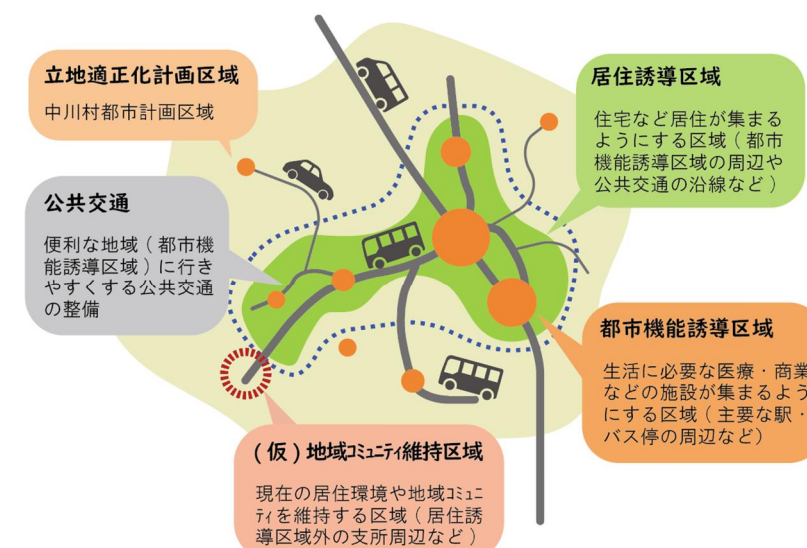 立地適正化計画区域
中川村都市計画区域
公共交通
便利な地域（都市機
能誘導区域）に行き
やすくする公共交通
の整備
居住誘導区域
住宅など居住が集まる
ようにする区域（都市
機能誘導区域の周辺や
公共交通の沿線など）
都市機能誘導区域
生活に必要な医療・商業
などの施設が集まるよう
にする区域（主要な駅・
バス停の周辺など）
(仮)地域ｺﾐｭﾆﾃｨ維持区域
現在の居住環境や地域ｺﾐｭﾆ
ﾃｨを維持する区域（居住誘
導区域外の支所周辺など）